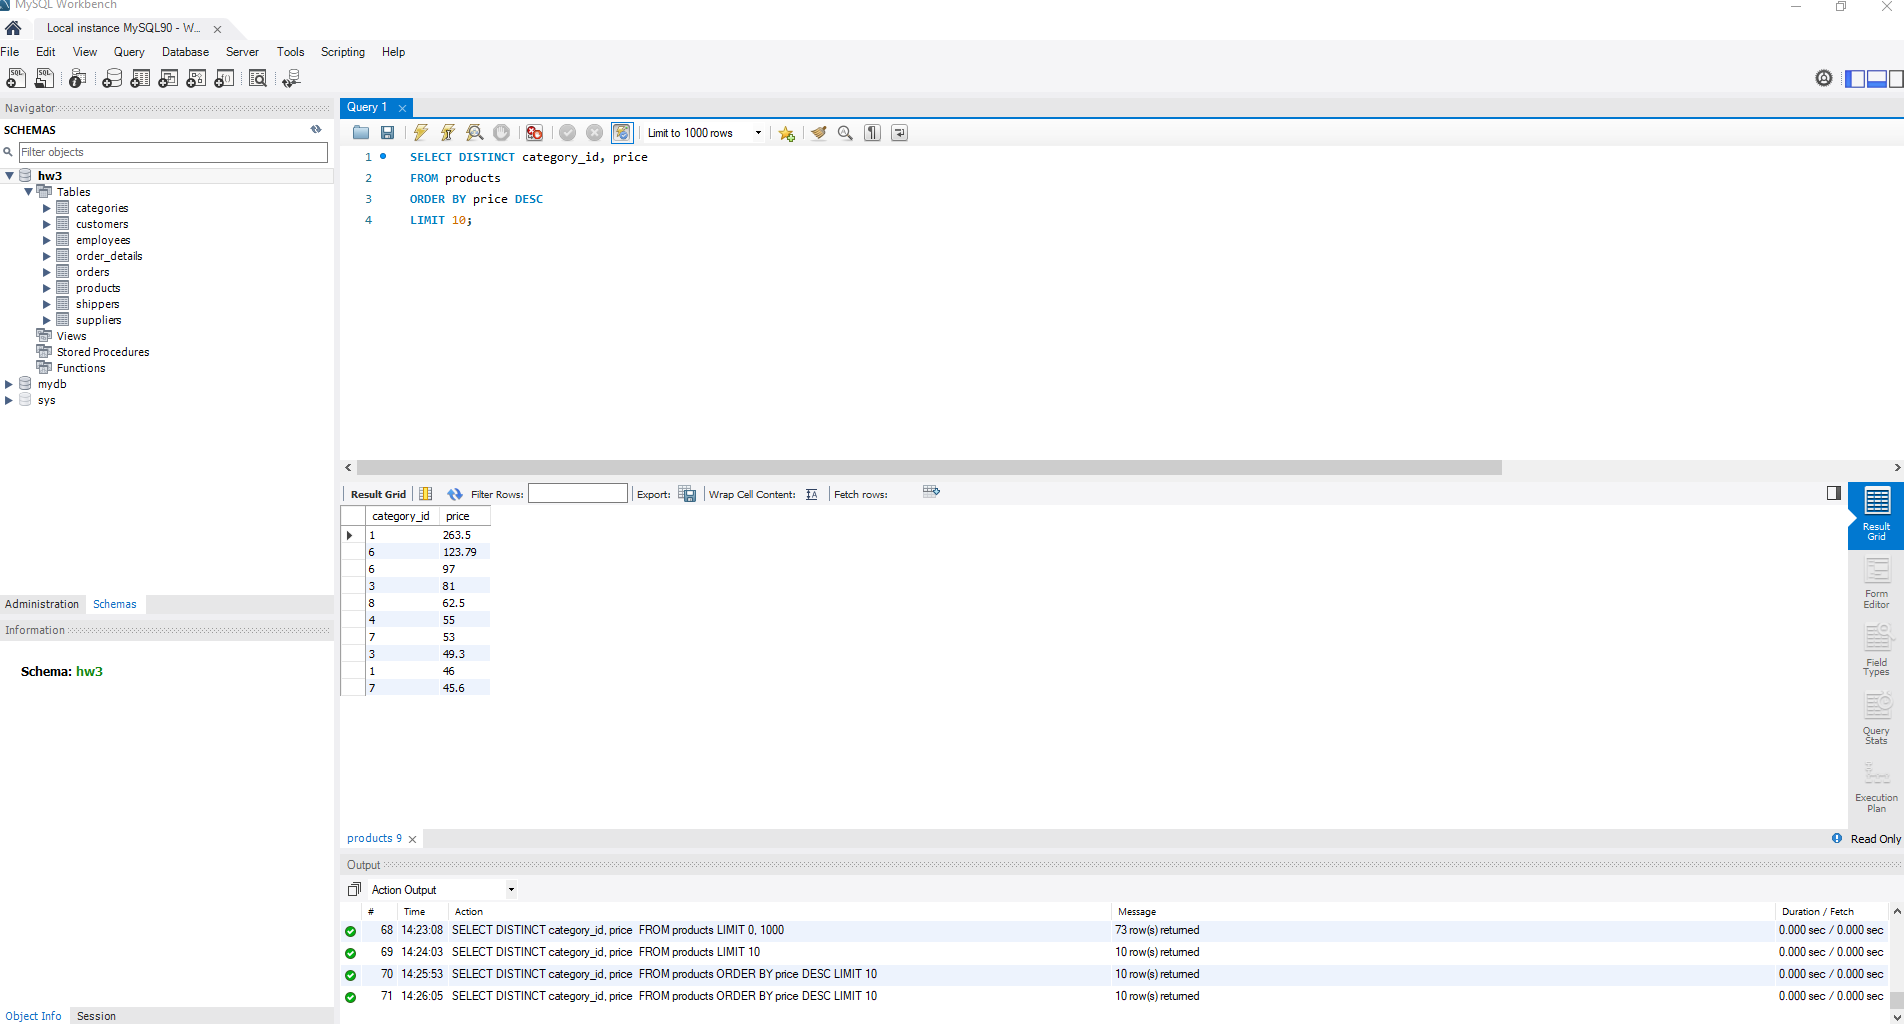 MySQL Workbench
Local instance MySQL90 - W...
File Edit View Query Database Server Tools Scripting Help
Navigator
SCHEMAS
Filter objects
hw3
Tables
categories
customers
employees
order_details
orders
products
shippers
suppliers
Views
Stored Procedures
Functions
mydb
sys
Administration Schemas
Information
Schema: hw3
Object Info Session
Query 1
Limit to 1000 rows
1 SELECT DISTINCT category_id, price
2 FROM products
3 ORDER BY price DESC
4 LIMIT 10;
Result Grid Filter Rows: Export: Wrap Cell Content: Fetch rows:
category_id price
1 263.5
6 123.79
6 97
3 81
8 62.5
4 55
7 53
3 49.3
1 46
7 45.6
Result
Grid
Form
Editor
Field
Types
Query
Stats
Execution
Plan
products 9
Read Only
Output
Action Output
# Time Action Message Duration / Fetch
68 14:23:08 SELECT DISTINCT category_id, price FROM products LIMIT 0, 1000 73 row(s) returned 0.000 sec / 0.000 sec
69 14:24:03 SELECT DISTINCT category_id, price FROM products LIMIT 10 10 row(s) returned 0.000 sec / 0.000 sec
70 14:25:53 SELECT DISTINCT category_id, price FROM products ORDER BY price DESC LIMIT 10 10 row(s) returned 0.000 sec / 0.000 sec
71 14:26:05 SELECT DISTINCT category_id, price FROM products ORDER BY price DESC LIMIT 10 10 row(s) returned 0.000 sec / 0.000 sec